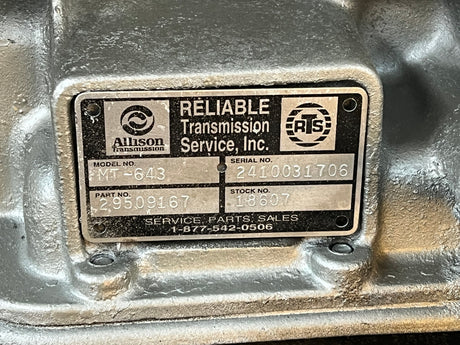 Allison
Transmission
RELIABLE
Transmission
Service, Inc.
RTS
MODEL NO.
MT-643
SERIAL NO.
2410031706
PART NO.
29509167
STOCK NO.
18607
SERVICE, PARTS, SALES
1-877-542-0506